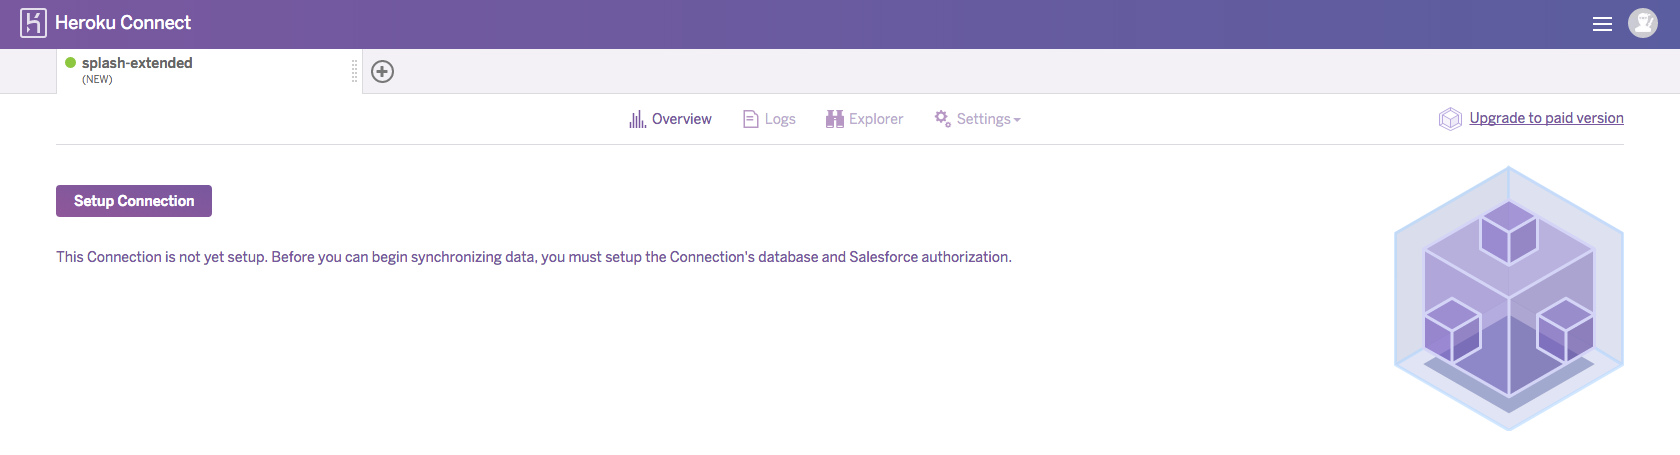 Heroku Connect
splash-extended
(NEW)
Overview Logs Explorer Settings Upgrade to paid version
Setup Connection
This Connection is not yet setup. Before you can begin synchronizing data, you must setup the Connection's database and Salesforce authorization.